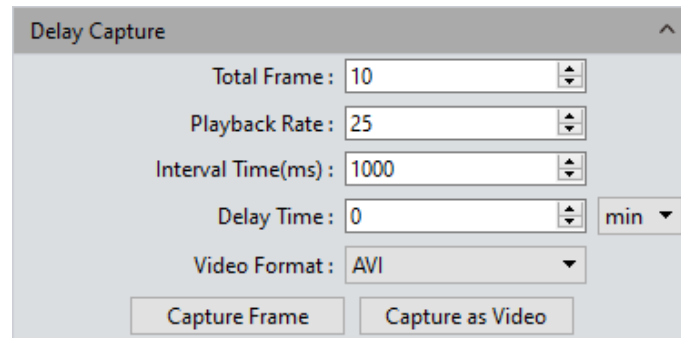 Delay Capture
Total Frame : 10
Playback Rate : 25
Interval Time(ms) : 1000
Delay Time : 0 min
Video Format : AVI
Capture Frame Capture as Video